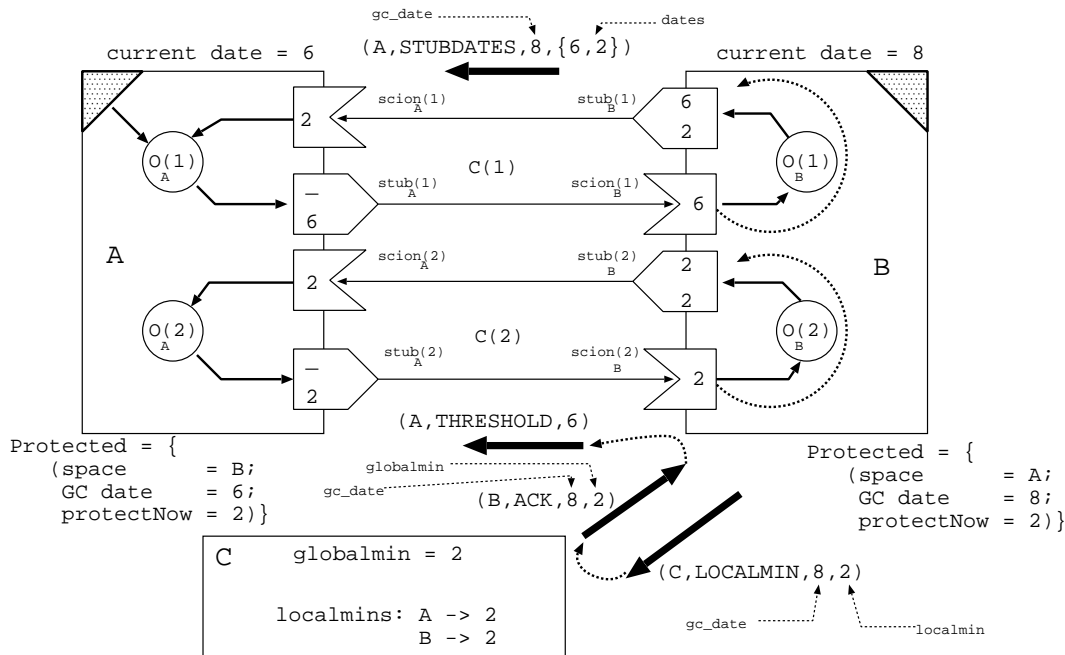 gc_date
dates
current date = 6
(A,STUBDATES,8,{6,2})
current date = 8
scion(1)
A
stub(1)
B
6
2
2
O(1)
A
O(1)
B
C(1)
stub(1)
A
scion(1)
B
–
6
6
A
scion(2)
A
stub(2)
B
2
2
2
B
O(2)
A
O(2)
B
C(2)
stub(2)
A
scion(2)
B
–
2
2
(A,THRESHOLD,6)
Protected = {
(space = B;
GC date = 6;
protectNow = 2)}
globalmin
gc_date
(B,ACK,8,2)
Protected = {
(space = A;
GC date = 8;
protectNow = 2)}
C
globalmin = 2
localmins: A -> 2
B -> 2
(C,LOCALMIN,8,2)
gc_date
localmin